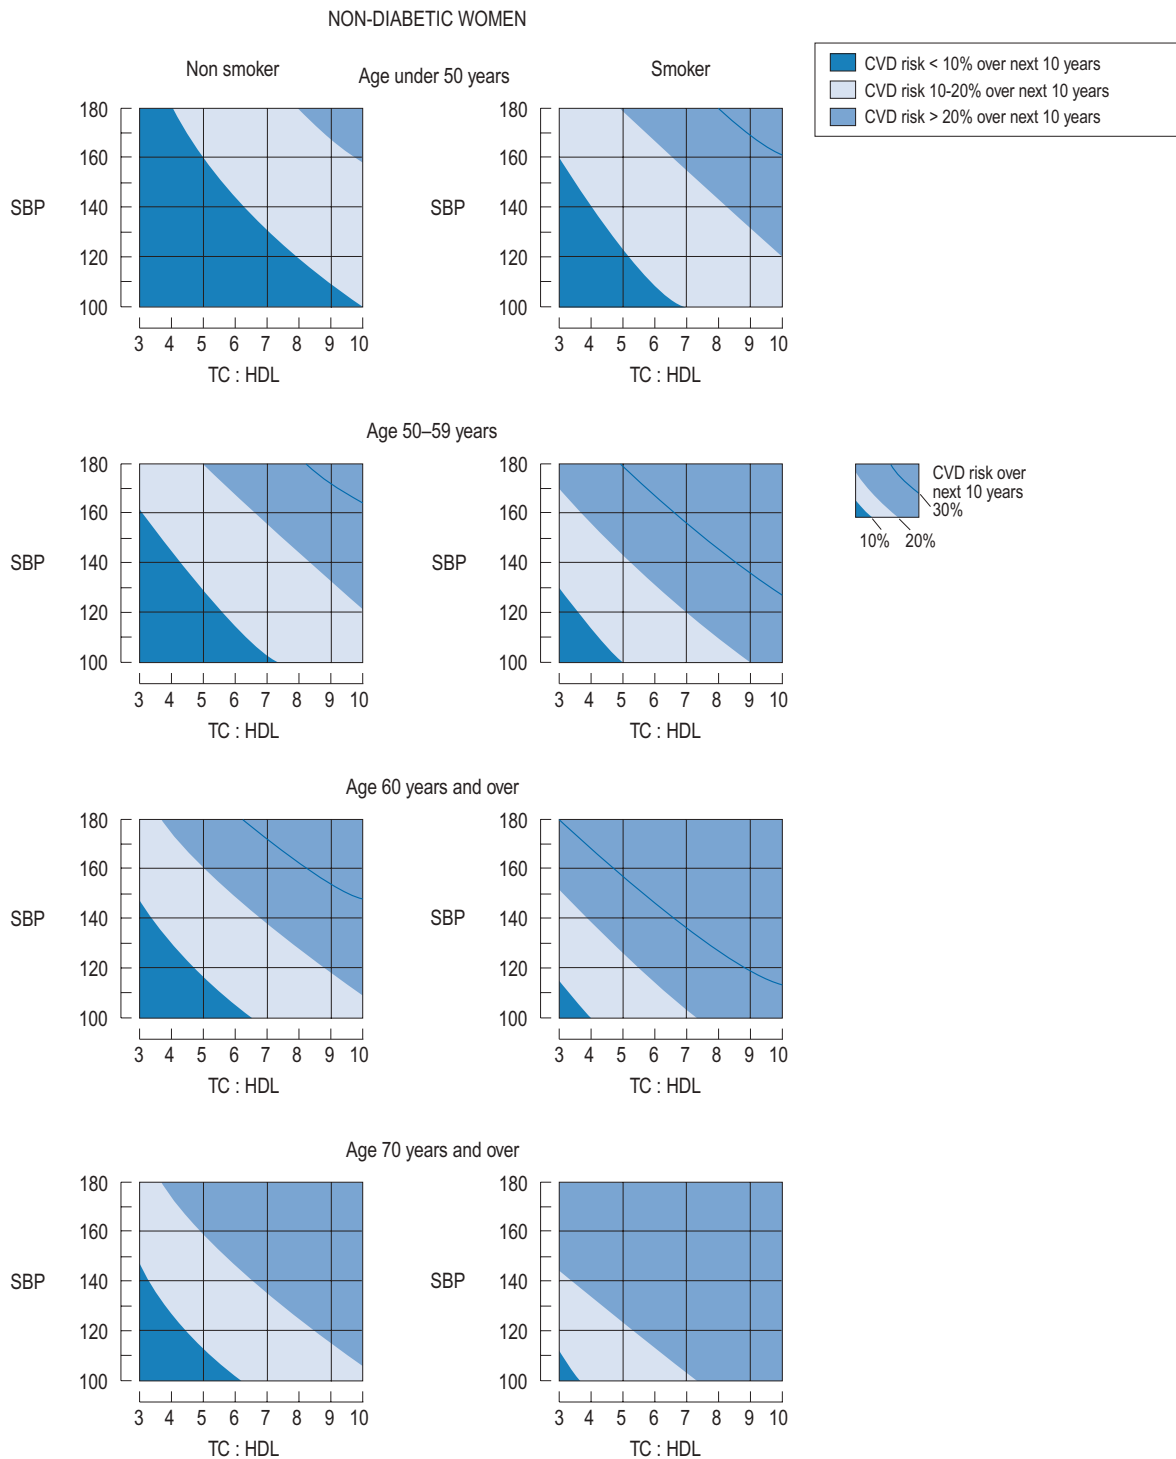 NON-DIABETIC WOMEN
Non smoker
Age under 50 years
Smoker
CVD risk < 10% over next 10 years
CVD risk 10-20% over next 10 years
CVD risk > 20% over next 10 years
180
160
SBP
140
120
100
3 4 5 6 7 8 9 10
TC : HDL
180
160
SBP
140
120
100
3 4 5 6 7 8 9 10
TC : HDL
Age 50–59 years
180
160
SBP
140
120
100
3 4 5 6 7 8 9 10
TC : HDL
180
160
SBP
140
120
100
3 4 5 6 7 8 9 10
TC : HDL
CVD risk over
next 10 years
30%
10% 20%
Age 60 years and over
180
160
SBP
140
120
100
3 4 5 6 7 8 9 10
TC : HDL
180
160
SBP
140
120
100
3 4 5 6 7 8 9 10
TC : HDL
Age 70 years and over
180
160
SBP
140
120
100
3 4 5 6 7 8 9 10
TC : HDL
180
160
SBP
140
120
100
3 4 5 6 7 8 9 10
TC : HDL